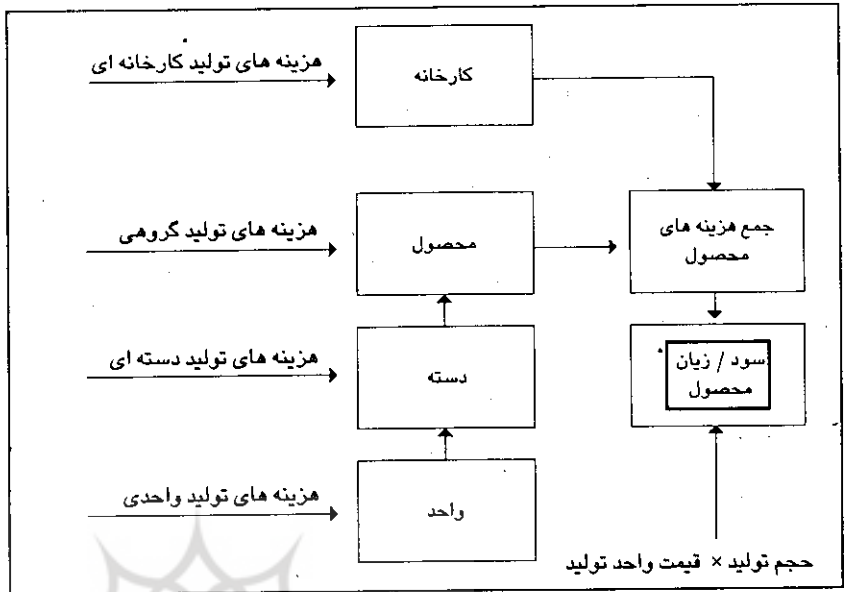 هزینه های تولید کارخانه ای
کارخانه
هزینه های تولید گروهی
محصول
جمع هزینه های
محصول
هزینه های تولید دسته ای
دسته
سود / زیان
محصول
هزینه های تولید واحدی
واحد
حجم تولید × قیمت واحد تولید